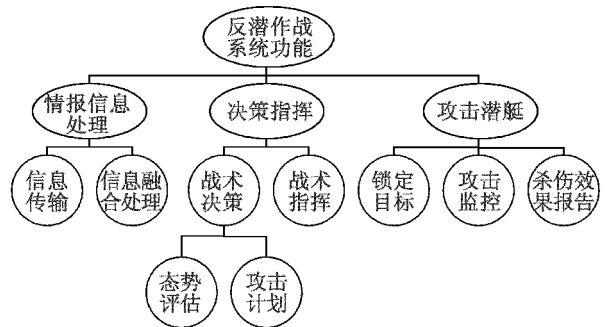 反潜作战
系统功能
情报信息
处理
决策指挥
攻击潜艇
信息
传输
信息融
合处理
战术
决策
战术
指挥
锁定
目标
攻击
监控
杀伤效
果报告
态势
评估
攻击
计划